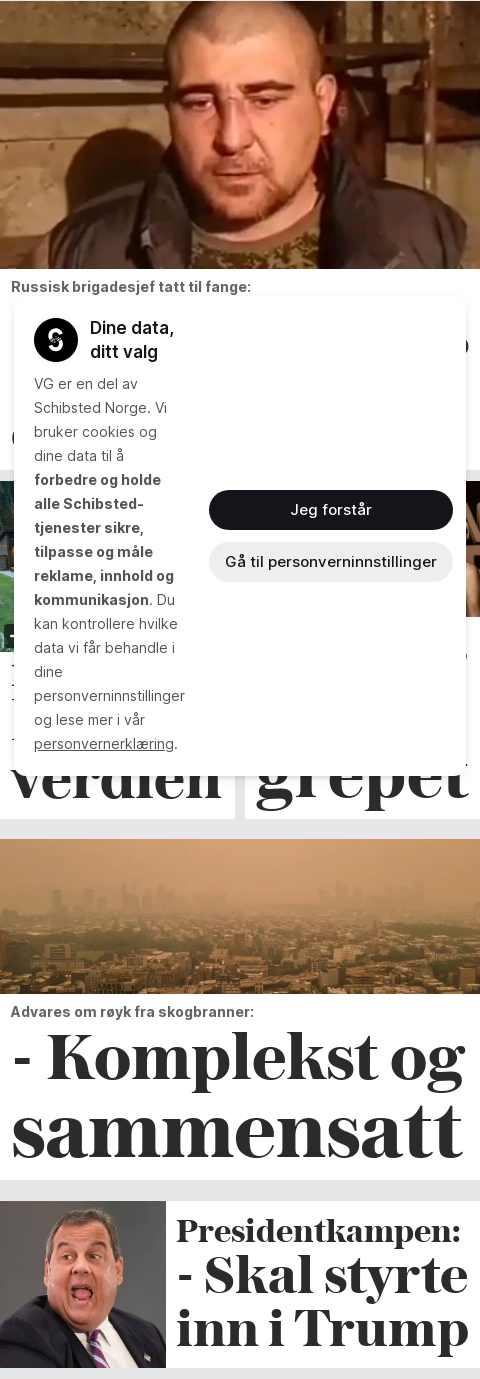 Russisk brigadesjef tatt til fange:
Dine data,
ditt valg
VG er en del av
Schibsted Norge. Vi
bruker cookies og
dine data til å
forbedre og holde
alle Schibsted-
tjenester sikre,
tilpasse og måle
reklame, innhold og
kommunikasjon. Du
kan kontrollere hvilke
data vi får behandle i
dine
personverninnstillinger
og lese mer i vår
personvernerklæring.
Jeg forstår
Gå til personverninnstillinger
verdien
grepet
Advares om røyk fra skogbranner:
- Komplekst og
sammensatt
Presidentkampen:
- Skal styrte
inn i Trump